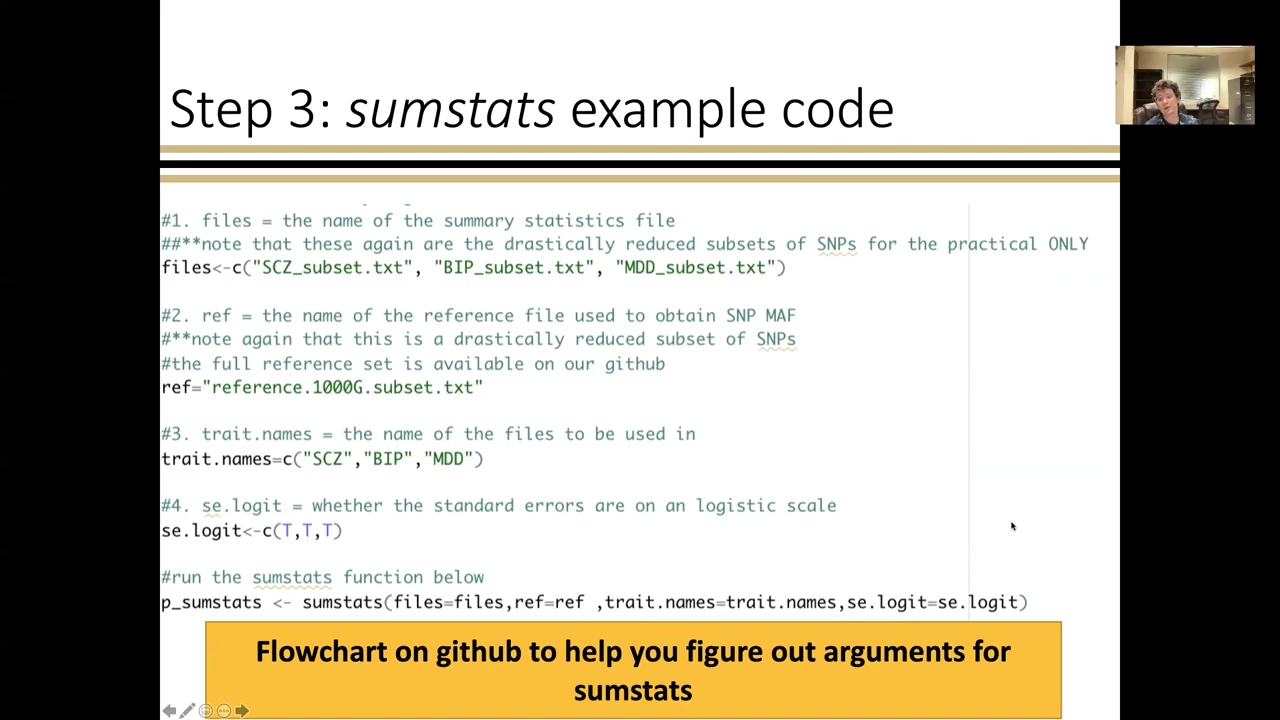 Step 3: sumstats example code
#1. files = the name of the summary statistics file
##**note that these again are the drastically reduced subsets of SNPs for the practical ONLY
files<-c("SCZ_subset.txt", "BIP_subset.txt", "MDD_subset.txt")
#2. ref = the name of the reference file used to obtain SNP MAF
#**note again that this is a drastically reduced subset of SNPs
#the full reference set is available on our github
ref="reference.1000G.subset.txt"
#3. trait.names = the name of the files to be used in
trait.names=c("SCZ","BIP","MDD")
#4. se.logit = whether the standard errors are on an logistic scale
se.logit<-c(T,T,T)
#run the sumstats function below
p_sumstats <- sumstats(files=files,ref=ref ,trait.names=trait.names,se.logit=se.logit)
Flowchart on github to help you figure out arguments for
sumstats